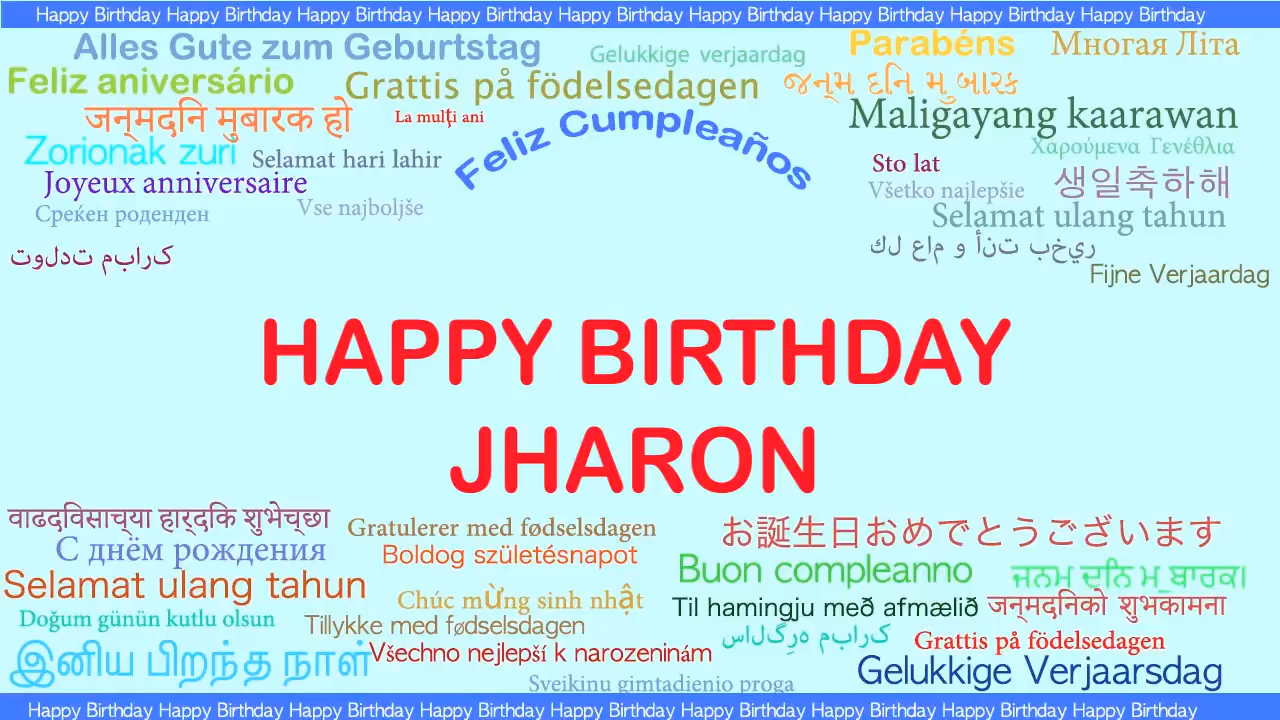 Happy Birthday Happy Birthday Happy Birthday Happy Birthday Happy Birthday Happy Birthday Happy Birthday Happy Birthday Happy Birthday
Alles Gute zum Geburtstag
Gelukkige verjaardag
Parabéns
Многая Літа
Feliz aniversário
Grattis på födelsedagen
જન્મ દિન મુબારક
जन्मदिन मुबारक हो
La mulţi ani
Feliz Cumpleaños
Maligayang kaarawan
Zorionak zuri
Selamat hari lahir
Sto lat
Χαρούμενα Γενέθλια
Joyeux anniversaire
Všetko najlepšie
생일축하해
Среќен роденден
Vse najboljše
Selamat ulang tahun
تولدت مبارک
كل عام و أنت بخير
Fijne Verjaardag
HAPPY BIRTHDAY
JHARON
वाढदिवसाच्या हार्दिक शुभेच्छा
Gratulerer med fødselsdagen
お誕生日おめでとうございます
С днём рождения
Boldog születésnapot
Buon compleanno
ਜਨਮ ਦਿਨ ਮੁਬਾਰਕ।
Selamat ulang tahun
Chúc mừng sinh nhật
Til hamingju með afmælið
जन्मदिनको शुभकामना
Doğum günün kutlu olsun
Tillykke med fødselsdagen
سالگرہ مبارک
Grattis på födelsedagen
இனிய பிறந்த நாள்
Všechno nejlepší k narozeninám
Gelukkige Verjaarsdag
Sveikinu gimtadienio proga
Happy Birthday Happy Birthday Happy Birthday Happy Birthday Happy Birthday Happy Birthday Happy Birthday Happy Birthday Happy Birthday